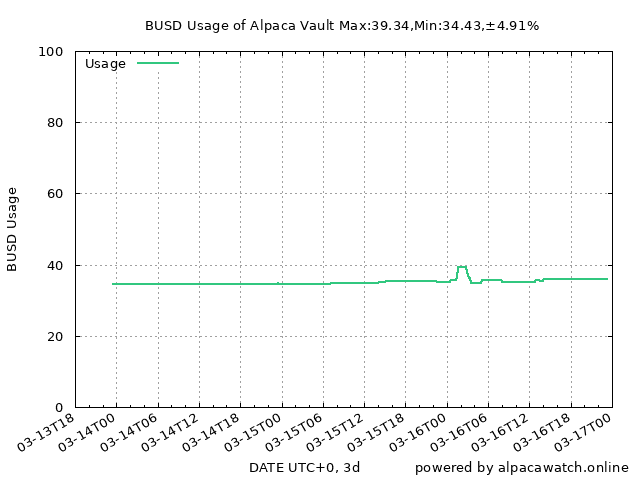 BUSD Usage of Alpaca Vault Max:39.34,Min:34.43,±4.91%
Usage
BUSD Usage
100
80
60
40
20
0
03-13T18
03-14T00
03-14T06
03-14T12
03-14T18
03-15T00
03-15T06
03-15T12
03-15T18
03-16T00
03-16T06
03-16T12
03-16T18
03-17T00
DATE UTC+0, 3d
powered by alpacawatch.online